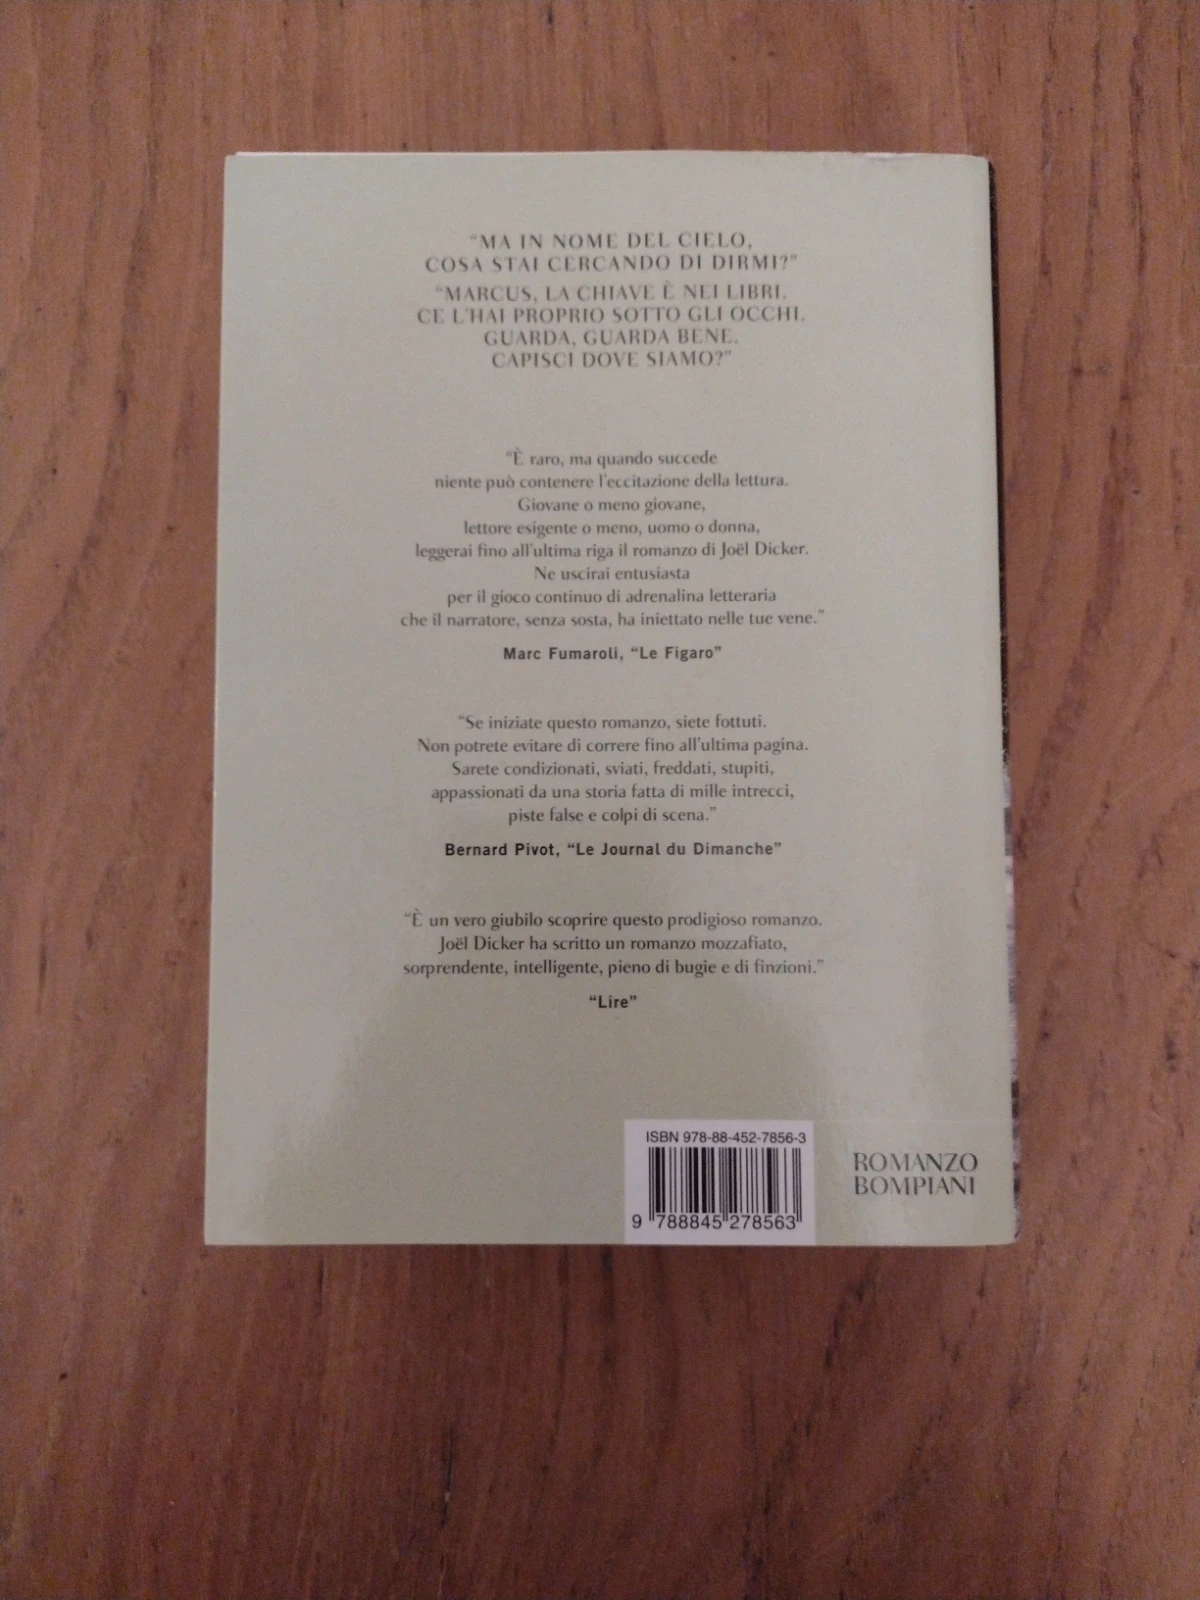 “MA IN NOME DEL CIELO,
COSA STAI CERCANDO DI DIRMI?”
“MARCUS, LA CHIAVE È NEI LIBRI.
CE L'HAI PROPRIO SOTTO GLI OCCHI.
GUARDA, GUARDA BENE.
CAPISCI DOVE SIAMO?”
“È raro, ma quando succede
niente può contenere l'eccitazione della lettura.
Giovane o meno giovane,
lettore esigente o meno, uomo o donna,
leggerai fino all'ultima riga il romanzo di Joël Dicker.
Ne uscirai entusiasta
per il gioco continuo di adrenalina letteraria
che il narratore, senza sosta, ha iniettato nelle tue vene.”
Marc Fumaroli, “Le Figaro”
“Se iniziate questo romanzo, siete fottuti.
Non potrete evitare di correre fino all'ultima pagina.
Sarete condizionati, sviati, freddati, stupiti,
appassionati da una storia fatta di mille intrecci,
piste false e colpi di scena.”
Bernard Pivot, “Le Journal du Dimanche”
“È un vero giubilo scoprire questo prodigioso romanzo.
Joël Dicker ha scritto un romanzo mozzafiato,
sorprendente, intelligente, pieno di bugie e di finzioni.”
“Lire”
ISBN 978-88-452-7856-3
9 788845 278563
ROMANZO
BOMPIANI